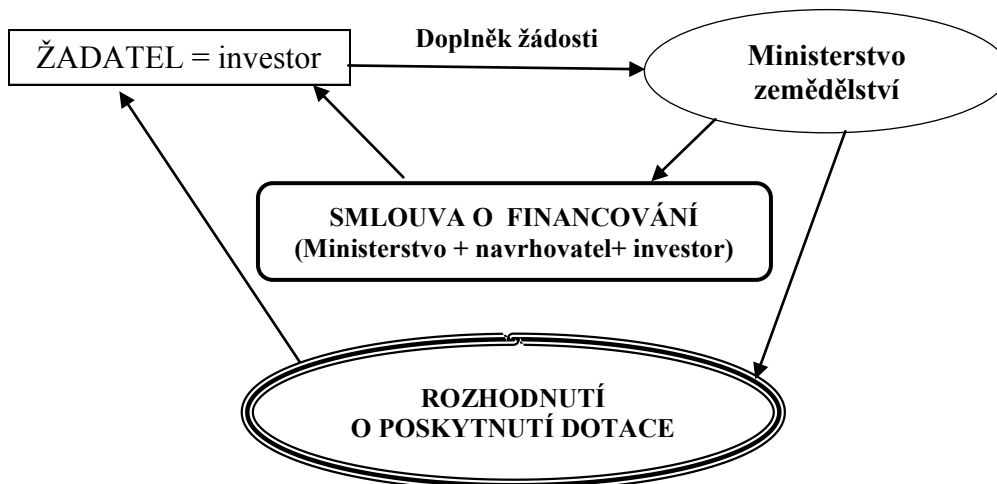 ŽADATEL = investor
Doplněk žádosti
Ministerstvo
zemědělství
SMLOUVA O FINANCOVÁNÍ
(Ministerstvo + navrhovatel+ investor)
ROZHODNUTÍ
O POSKYTNUTÍ DOTACE